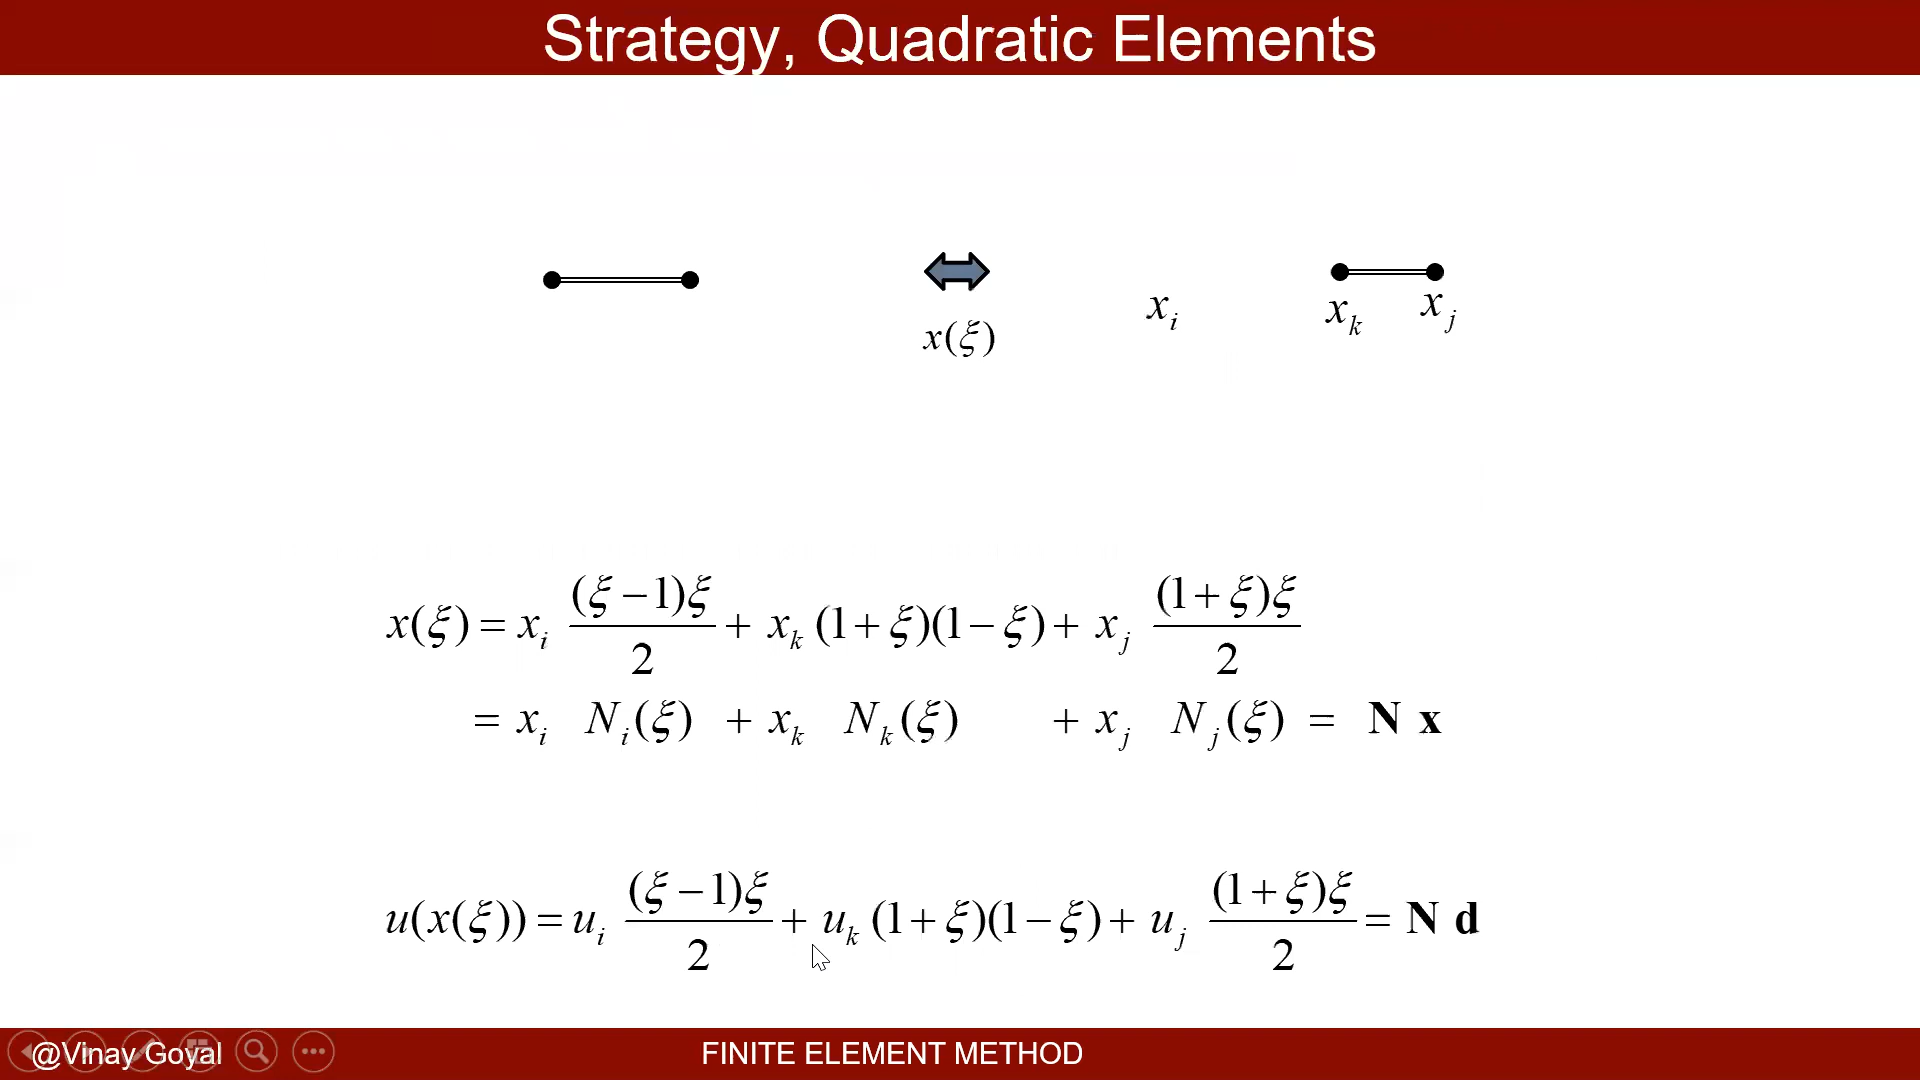 Strategy, Quadratic Elements
x(ξ)
x_i
x_k
x_j
x(ξ) = x_i (ξ − 1)ξ / 2 + x_k (1 + ξ)(1 − ξ) + x_j (1 + ξ)ξ / 2
= x_i N_i(ξ) + x_k N_k(ξ) + x_j N_j(ξ) = N x
u(x(ξ)) = u_i (ξ − 1)ξ / 2 + u_k (1 + ξ)(1 − ξ) + u_j (1 + ξ)ξ / 2 = N d
@Vinay Goyal
FINITE ELEMENT METHOD